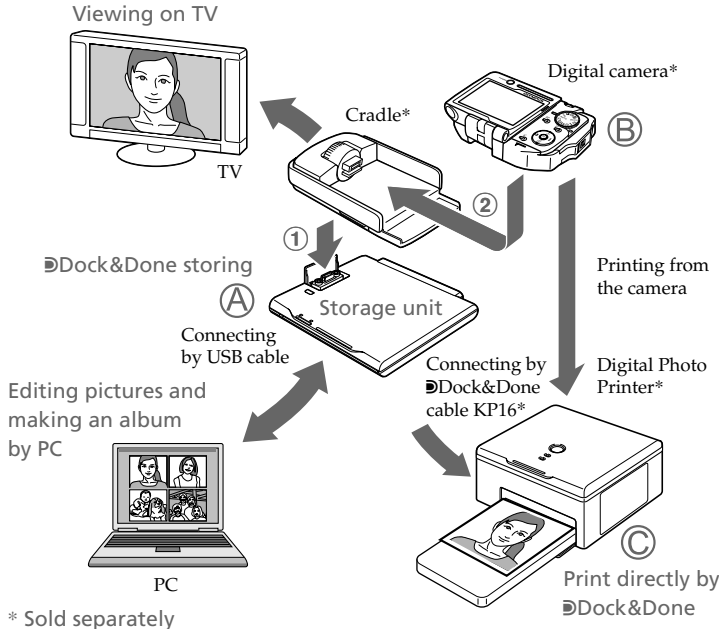 Viewing on TV
Digital camera*
Cradle*
Ⓑ
TV
②
①
Dock&Done storing
Ⓐ
Storage unit
Printing from
the camera
Connecting
by USB cable
Connecting by
Dock&Done
cable KP16*
Digital Photo
Printer*
Editing pictures and
making an album
by PC
PC
Ⓒ
Print directly by
Dock&Done
* Sold separately